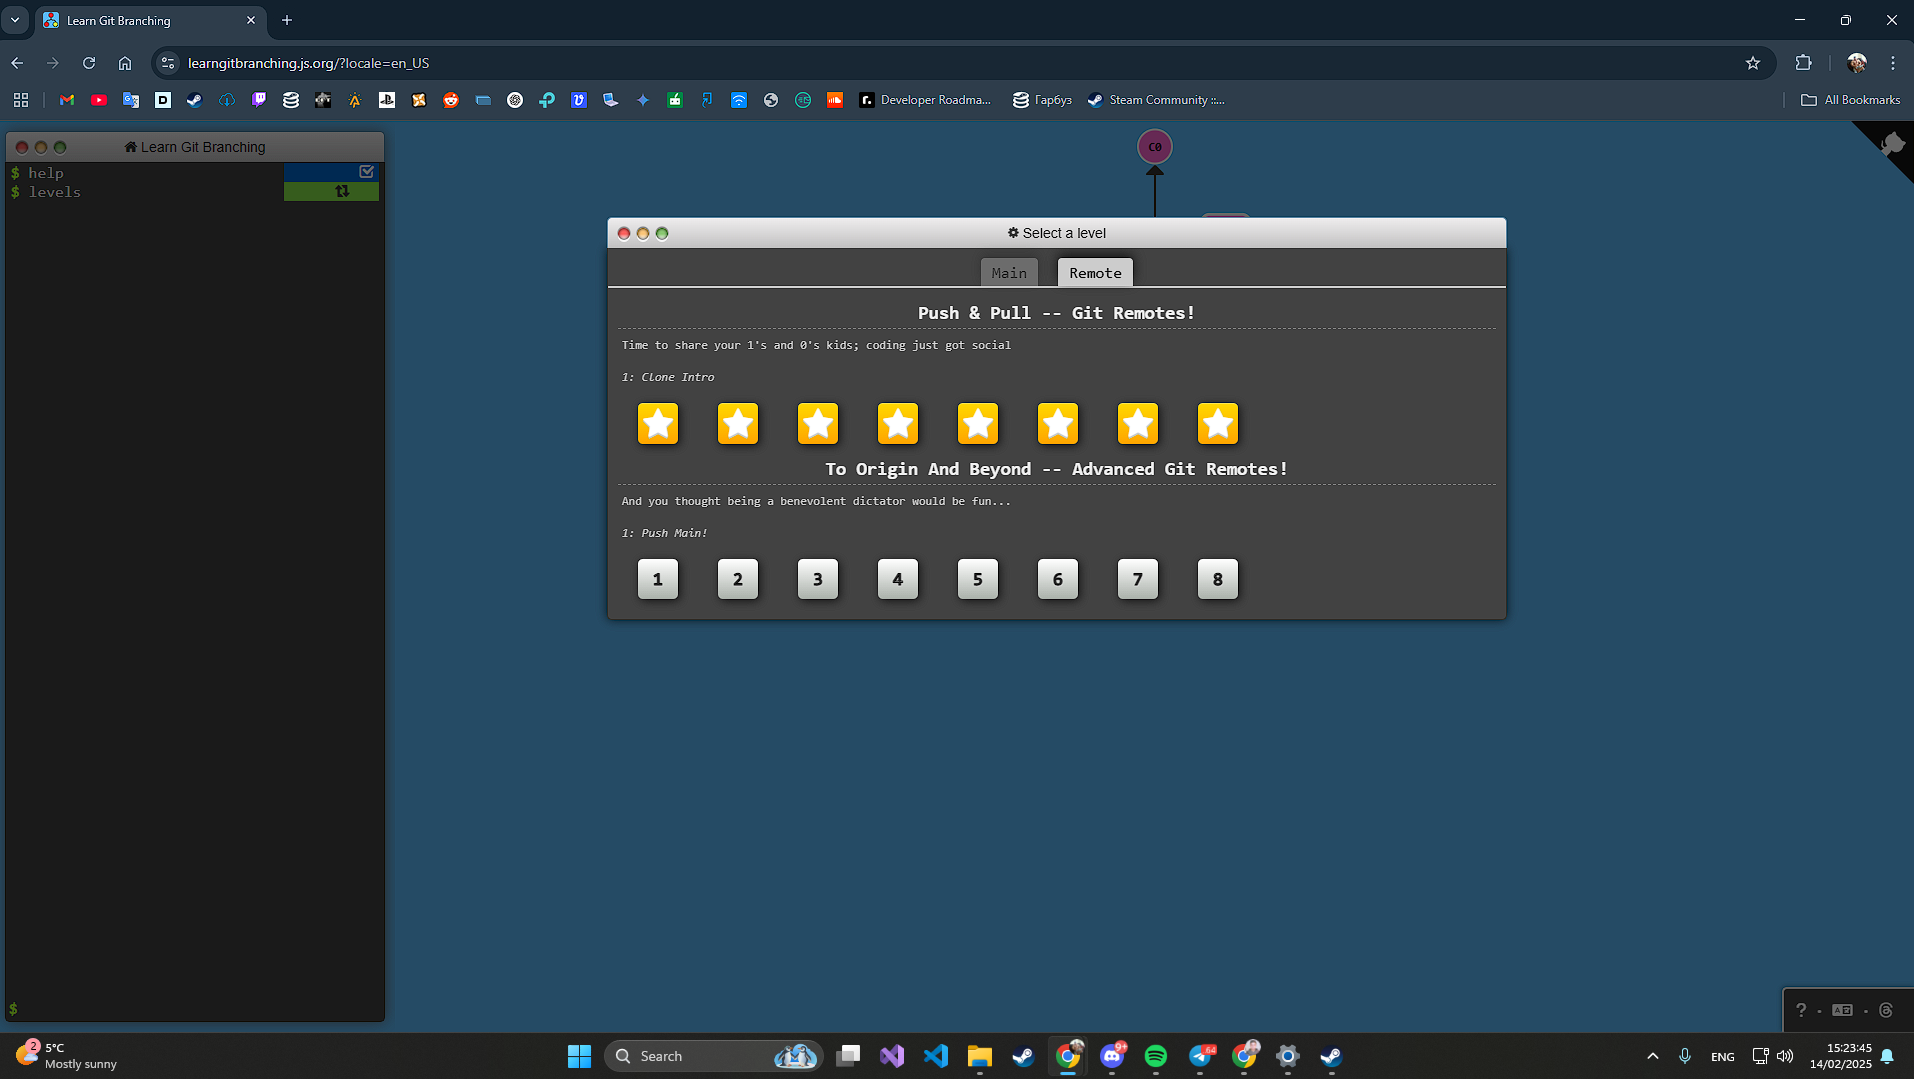 Learn Git Branching
learngitbranching.js.org/?locale=en_US
Developer Roadma...
Гарбуз
Steam Community ::...
All Bookmarks
Learn Git Branching
$ help
$ levels
$
C0
Select a level
Main
Remote
Push & Pull -- Git Remotes!
Time to share your 1's and 0's kids; coding just got social
1: Clone Intro
To Origin And Beyond -- Advanced Git Remotes!
And you thought being a benevolent dictator would be fun...
1: Push Main!
1 2 3 4 5 6 7 8
?
2
5°C
Mostly sunny
Search
9+
64
ENG
15:23:45
14/02/2025